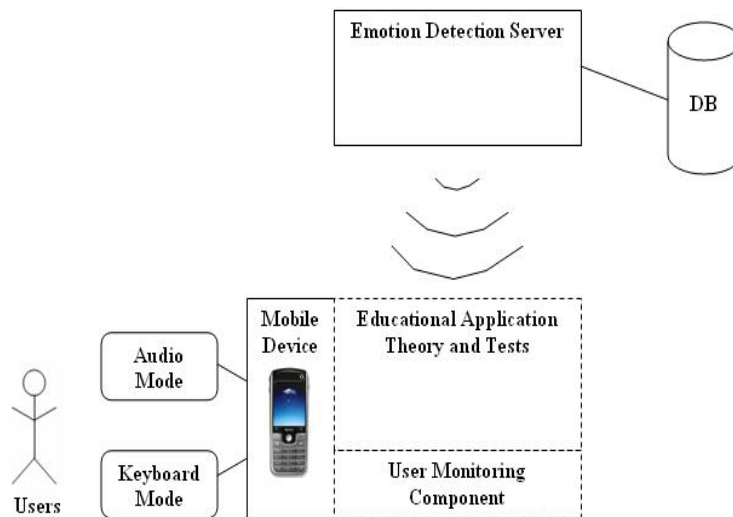 Emotion Detection Server
DB
Mobile
Device
Educational Application
Theory and Tests
Audio
Mode
Keyboard
Mode
User Monitoring
Component
Users